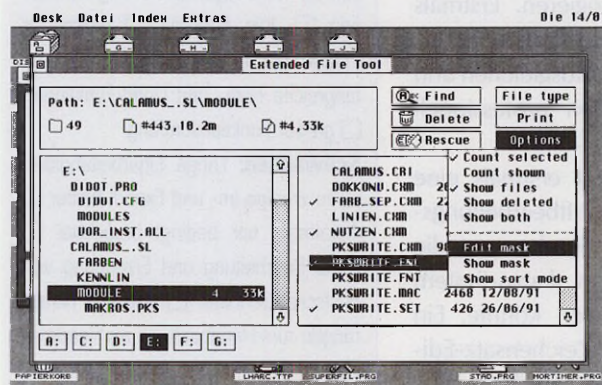 Desk Datei Index Extras Die 14/0
G H I J
Extended File Tool
Path: E:\CALAMUS_.SL\MODULE\
49 #443,10.2m #4,33k
Find File type
Delete Print
Rescue Options
Count selected
Count shown
Show files
Show deleted
Show both
Edit mask
Show mask
Show sort mode
E:\
DIDOT.PRO
DIDOT.CFG
MODULES
VOR_INST.ALL
CALAMUS_.SL
FARBEN
KENNLIN
MODULE 4 33k
MAKROS.PKS
CALAMUS.CRI
DOKKONU.CXM
FARB_SEP.CXM
LINIEN.CXM
NUTZEN.CXM
PKSWRITE.CXM
PKSWRITE.FNT
PKSWRITE.MAC 2468 12/08/91
PKSWRITE.SET 426 26/06/91
A: C: D: E: F: G:
PAPIERKORB LHARC.TTP SUPERFIL.PRG STAD.PRG MORTIMER.PRG